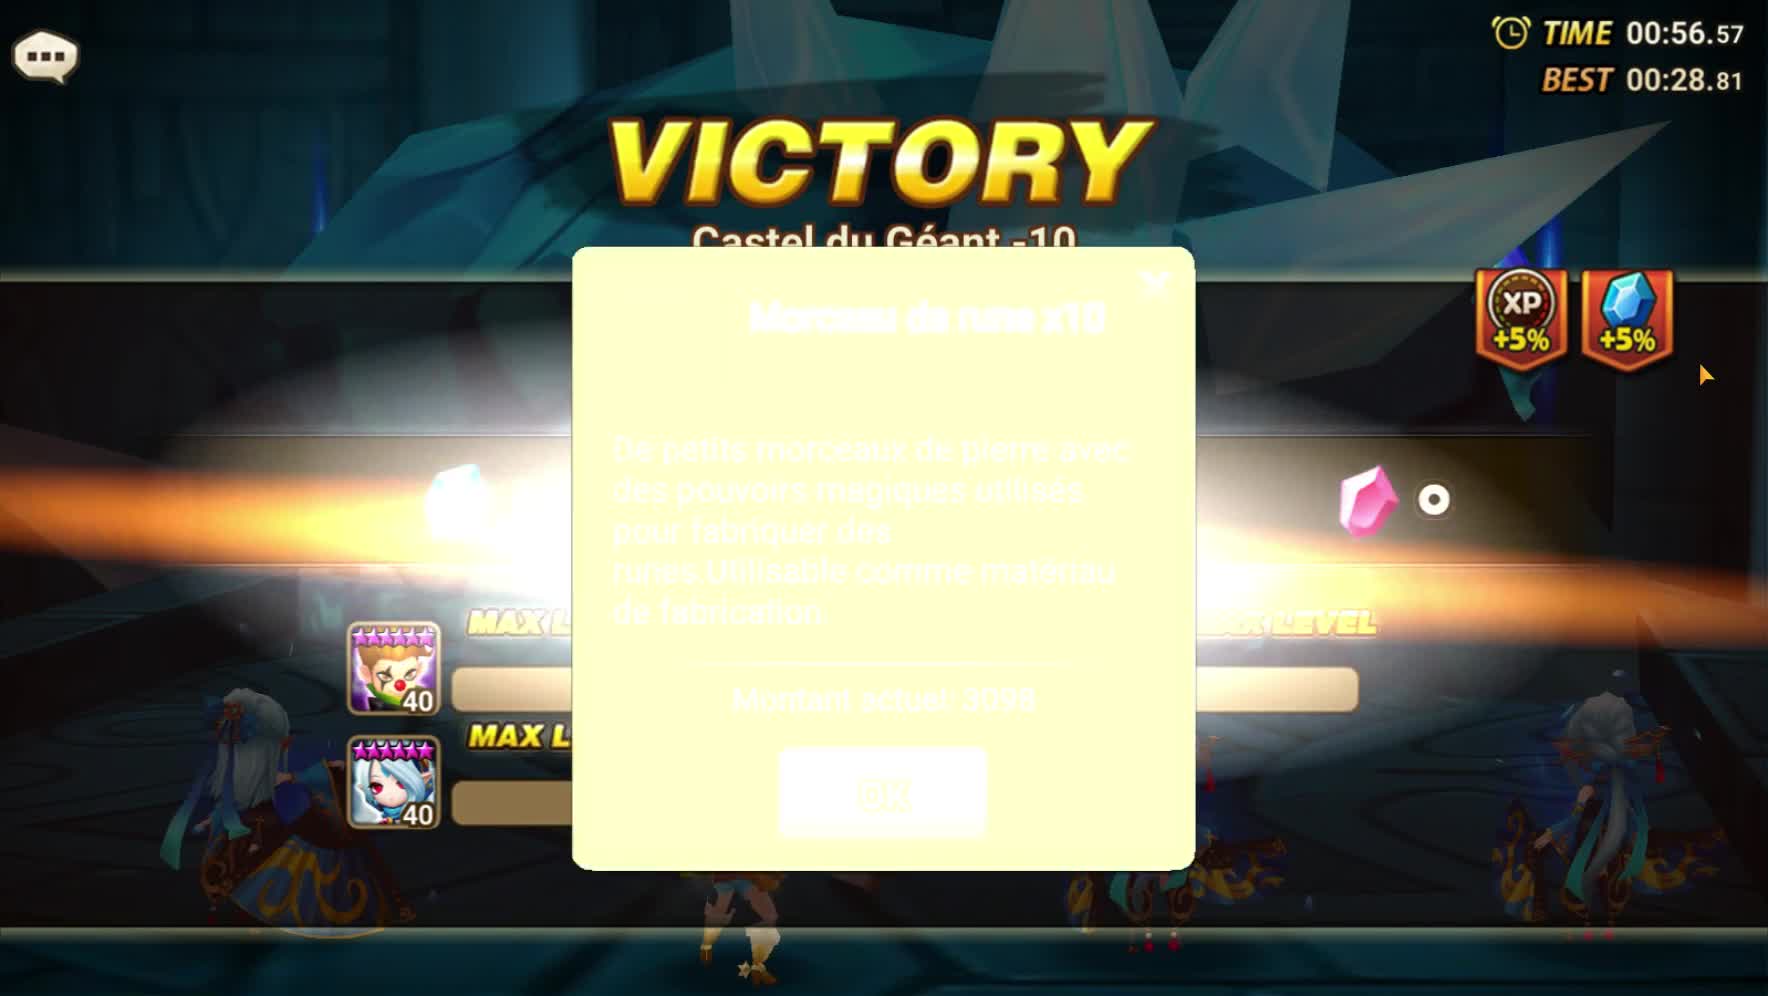 TIME 00:56.57
BEST 00:28.81
VICTORY
Castel du Géant -10
XP
+5%
+5%
Morceau de rune x10
De petits morceaux de pierre avec
des pouvoirs magiques utilisés
pour fabriquer des
runes.Utilisable comme matériau
de fabrication.
Montant actuel: 3098
OK
0
MAX L
MAX LEVEL
40
MAX L
40